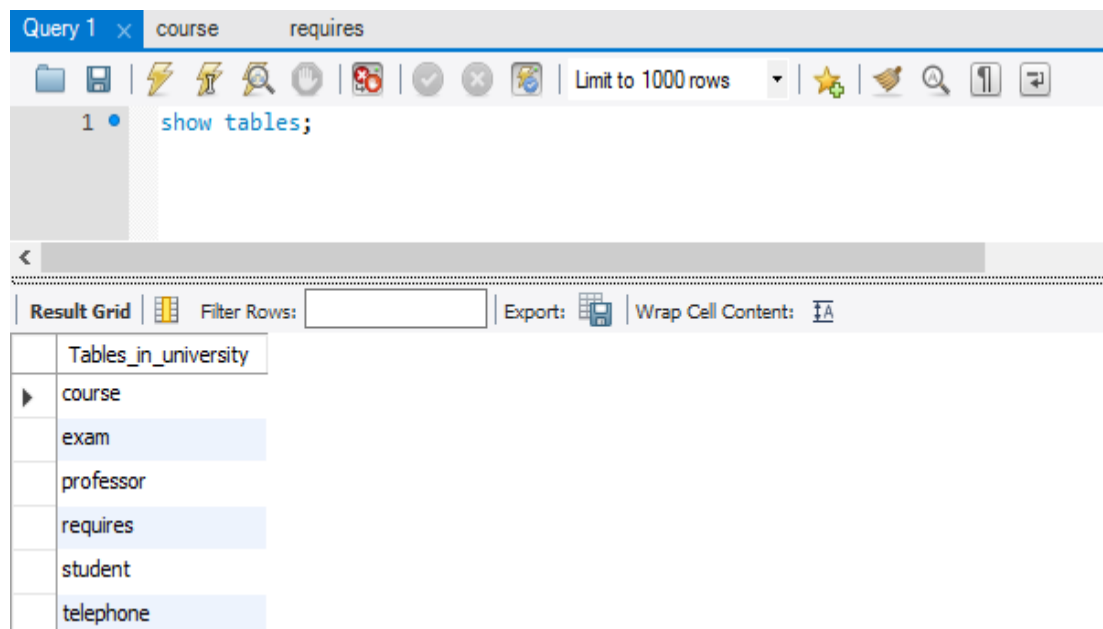 Query 1 course requires
Limit to 1000 rows
1 show tables;
Result Grid Filter Rows: Export: Wrap Cell Content: IA
Tables_in_university
course
exam
professor
requires
student
telephone